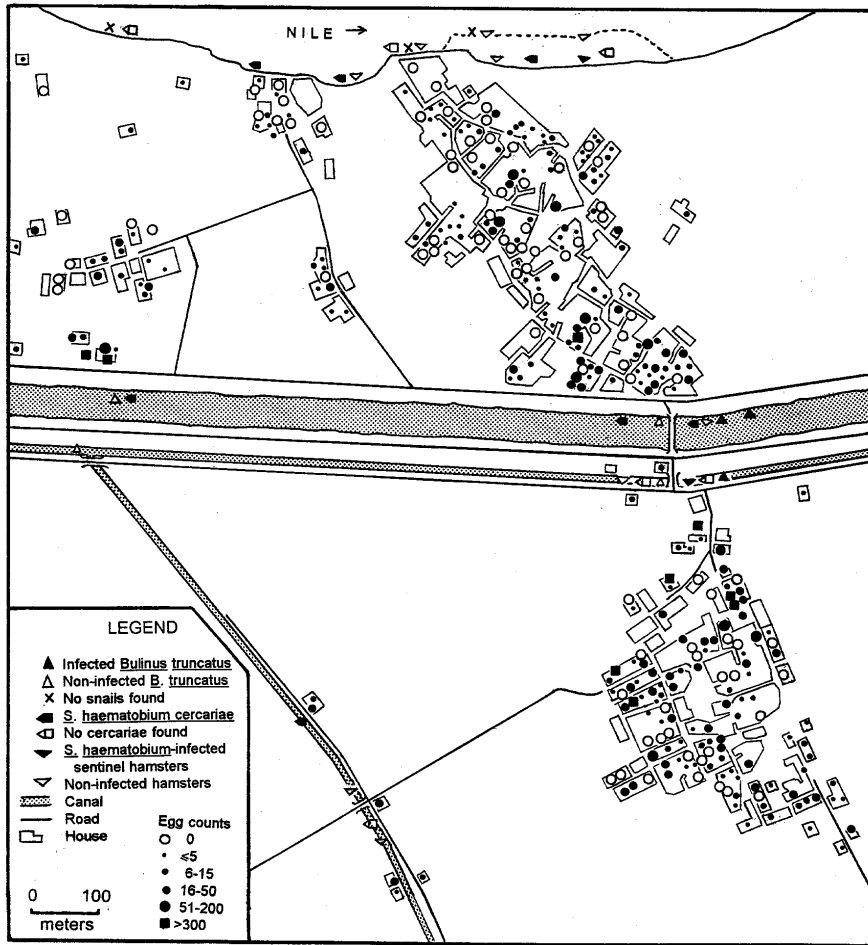 NILE →
LEGEND
Infected Bulinus truncatus
Non-infected B. truncatus
No snails found
S. haematobium cercariae
No cercariae found
S. haematobium-infected
sentinel hamsters
Non-infected hamsters
Canal
Road
House
Egg counts
0
≤5
6-15
16-50
51-200
>300
0 100
meters